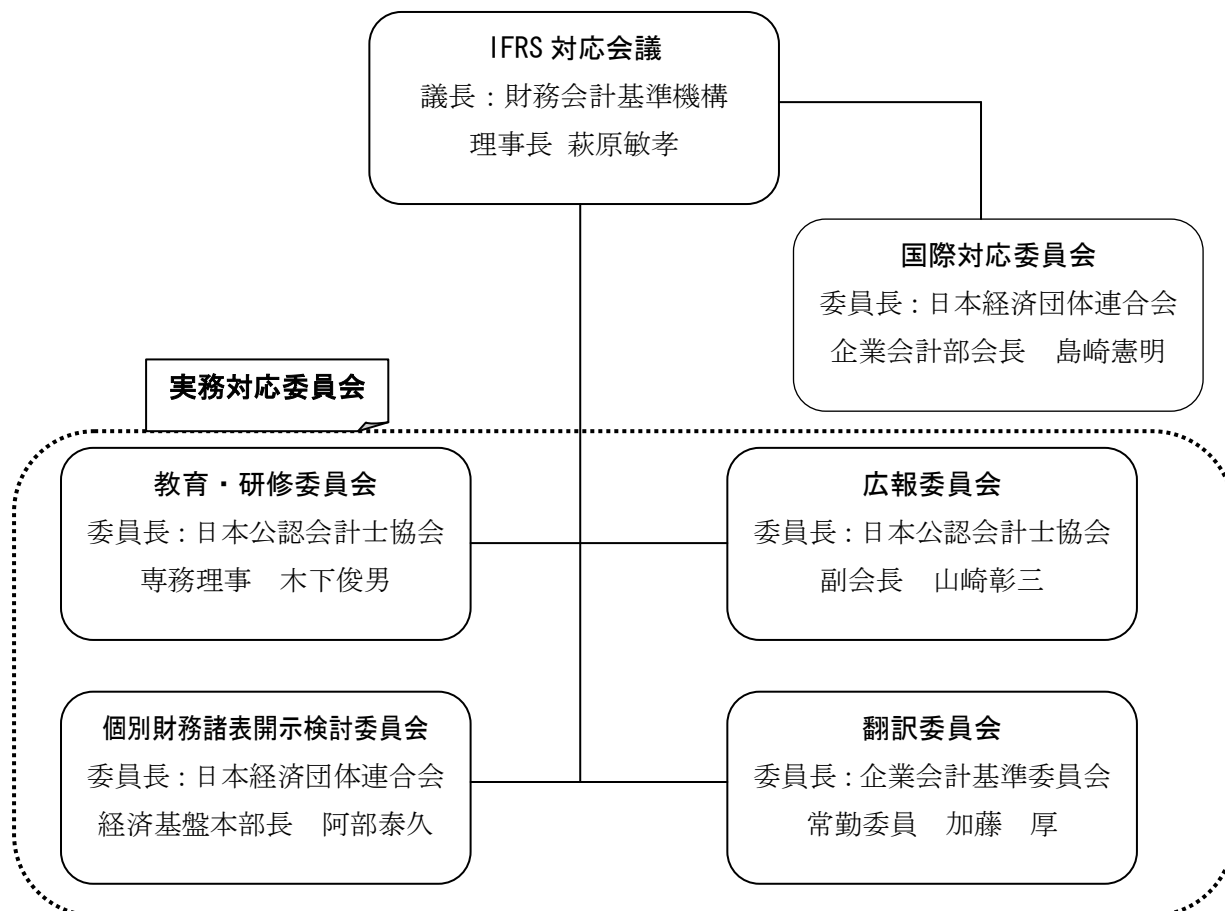 IFRS 対応会議
議長：財務会計基準機構
理事長 萩原敏孝
国際対応委員会
委員長：日本経済団体連合会
企業会計部会長　島崎憲明
実務対応委員会
教育・研修委員会
委員長：日本公認会計士協会
専務理事　木下俊男
広報委員会
委員長：日本公認会計士協会
副会長　山崎彰三
個別財務諸表開示検討委員会
委員長：日本経済団体連合会
経済基盤本部長　阿部泰久
翻訳委員会
委員長：企業会計基準委員会
常勤委員　加藤　厚